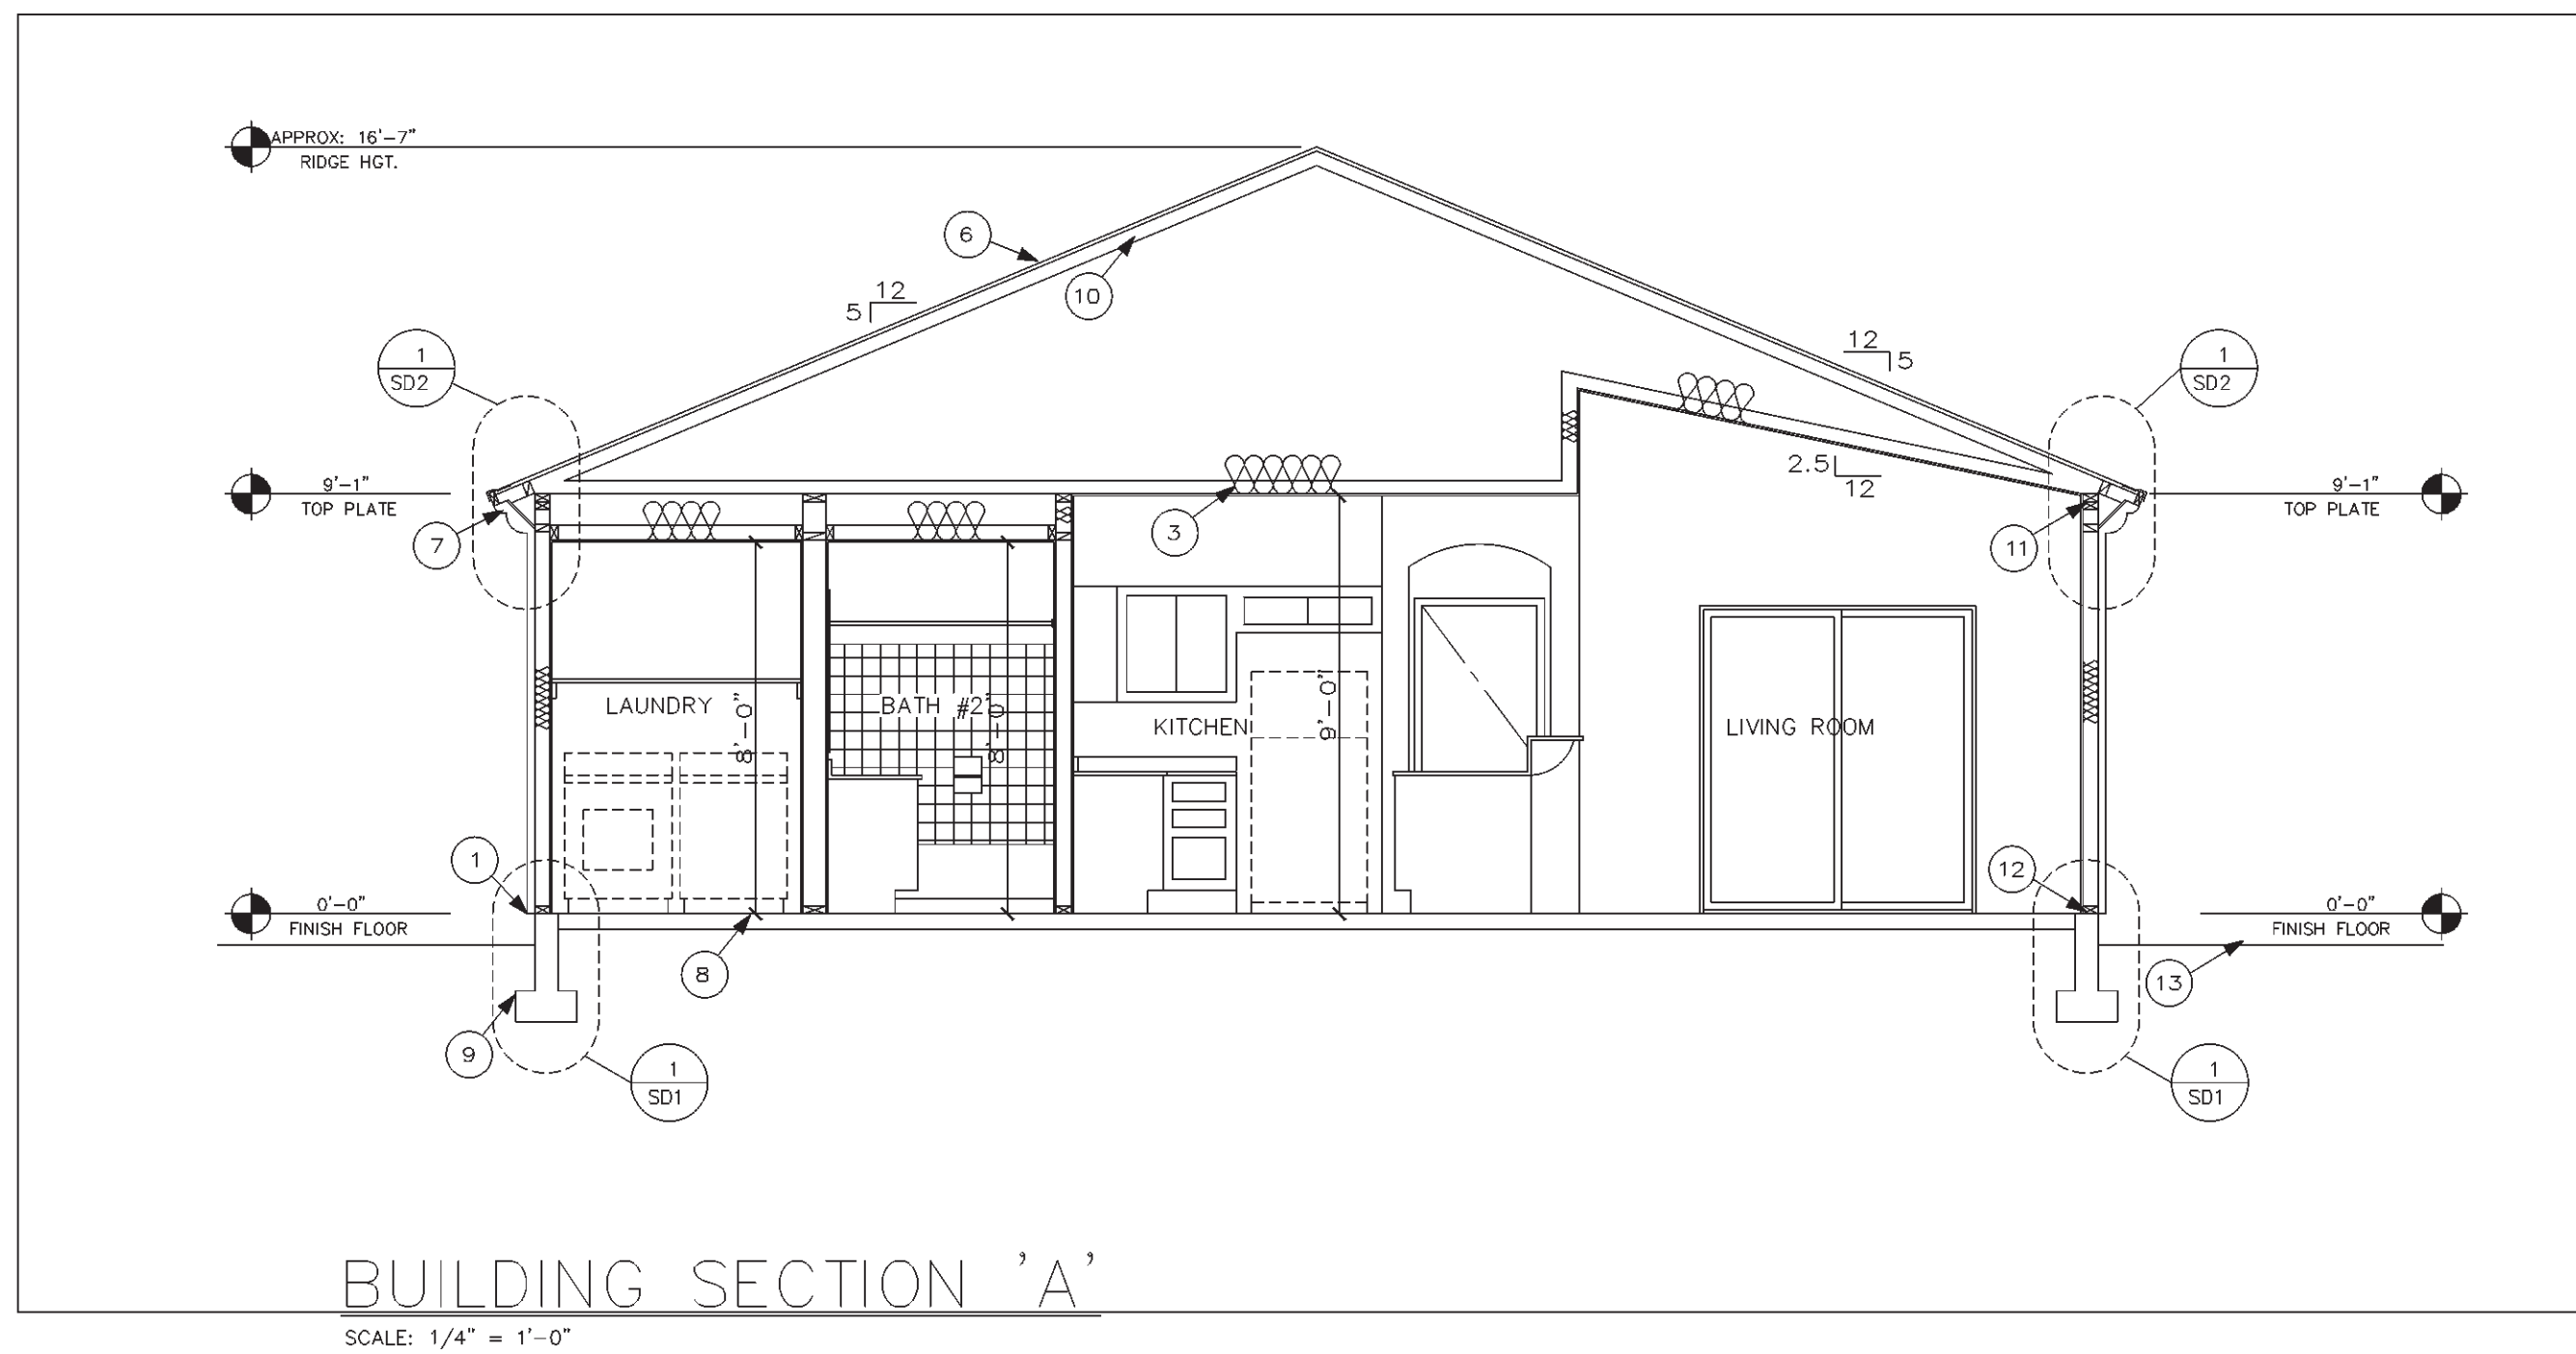 APPROX: 16'-7"
RIDGE HGT.
6
10
12
5
12
5
1
SD2
1
SD2
9'-1"
TOP PLATE
7
3
2.5
12
11
9'-1"
TOP PLATE
LAUNDRY
8'-0"
BATH #2
8'-0"
KITCHEN
9'-0"
LIVING ROOM
1
12
0'-0"
FINISH FLOOR
8
0'-0"
FINISH FLOOR
13
9
1
SD1
1
SD1
BUILDING SECTION 'A'
SCALE: 1/4" = 1'-0"